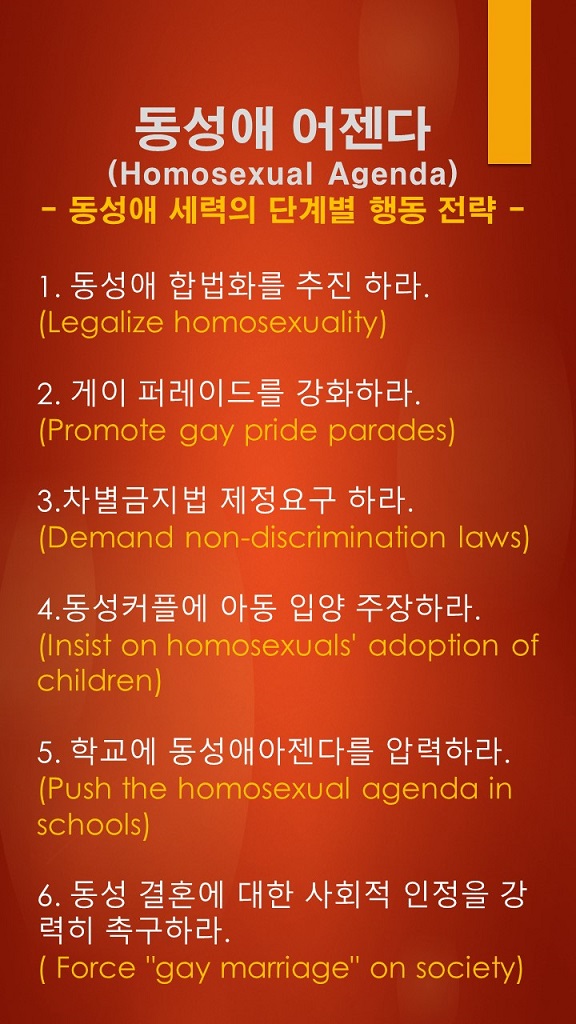 동성애 어젠다
(Homosexual Agenda)
- 동성애 세력의 단계별 행동 전략 -
1. 동성애 합법화를 추진 하라.
(Legalize homosexuality)
2. 게이 퍼레이드를 강화하라.
(Promote gay pride parades)
3.차별금지법 제정요구 하라.
(Demand non-discrimination laws)
4.동성커플에 아동 입양 주장하라.
(Insist on homosexuals' adoption of
children)
5. 학교에 동성애아젠다를 압력하라.
(Push the homosexual agenda in
schools)
6. 동성 결혼에 대한 사회적 인정을 강
력히 촉구하라.
( Force "gay marriage" on society)